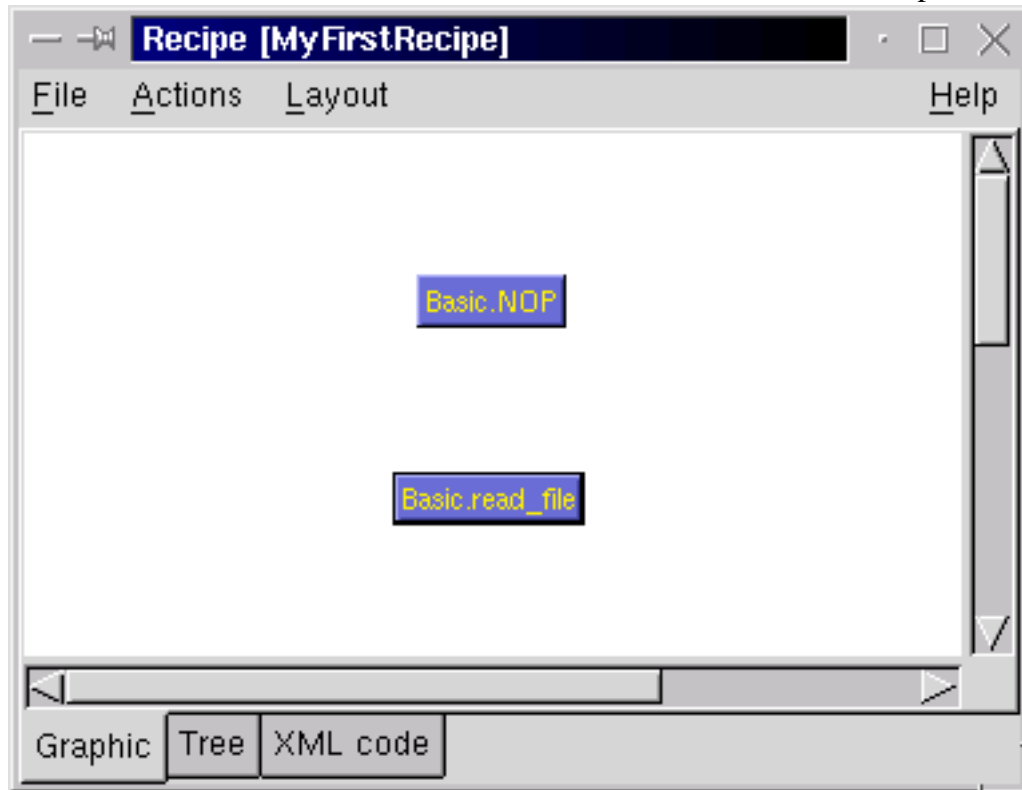 Recipe [MyFirstRecipe]
File Actions Layout Help
Basic.NOP
Basic.read_file
Graphic Tree XML code